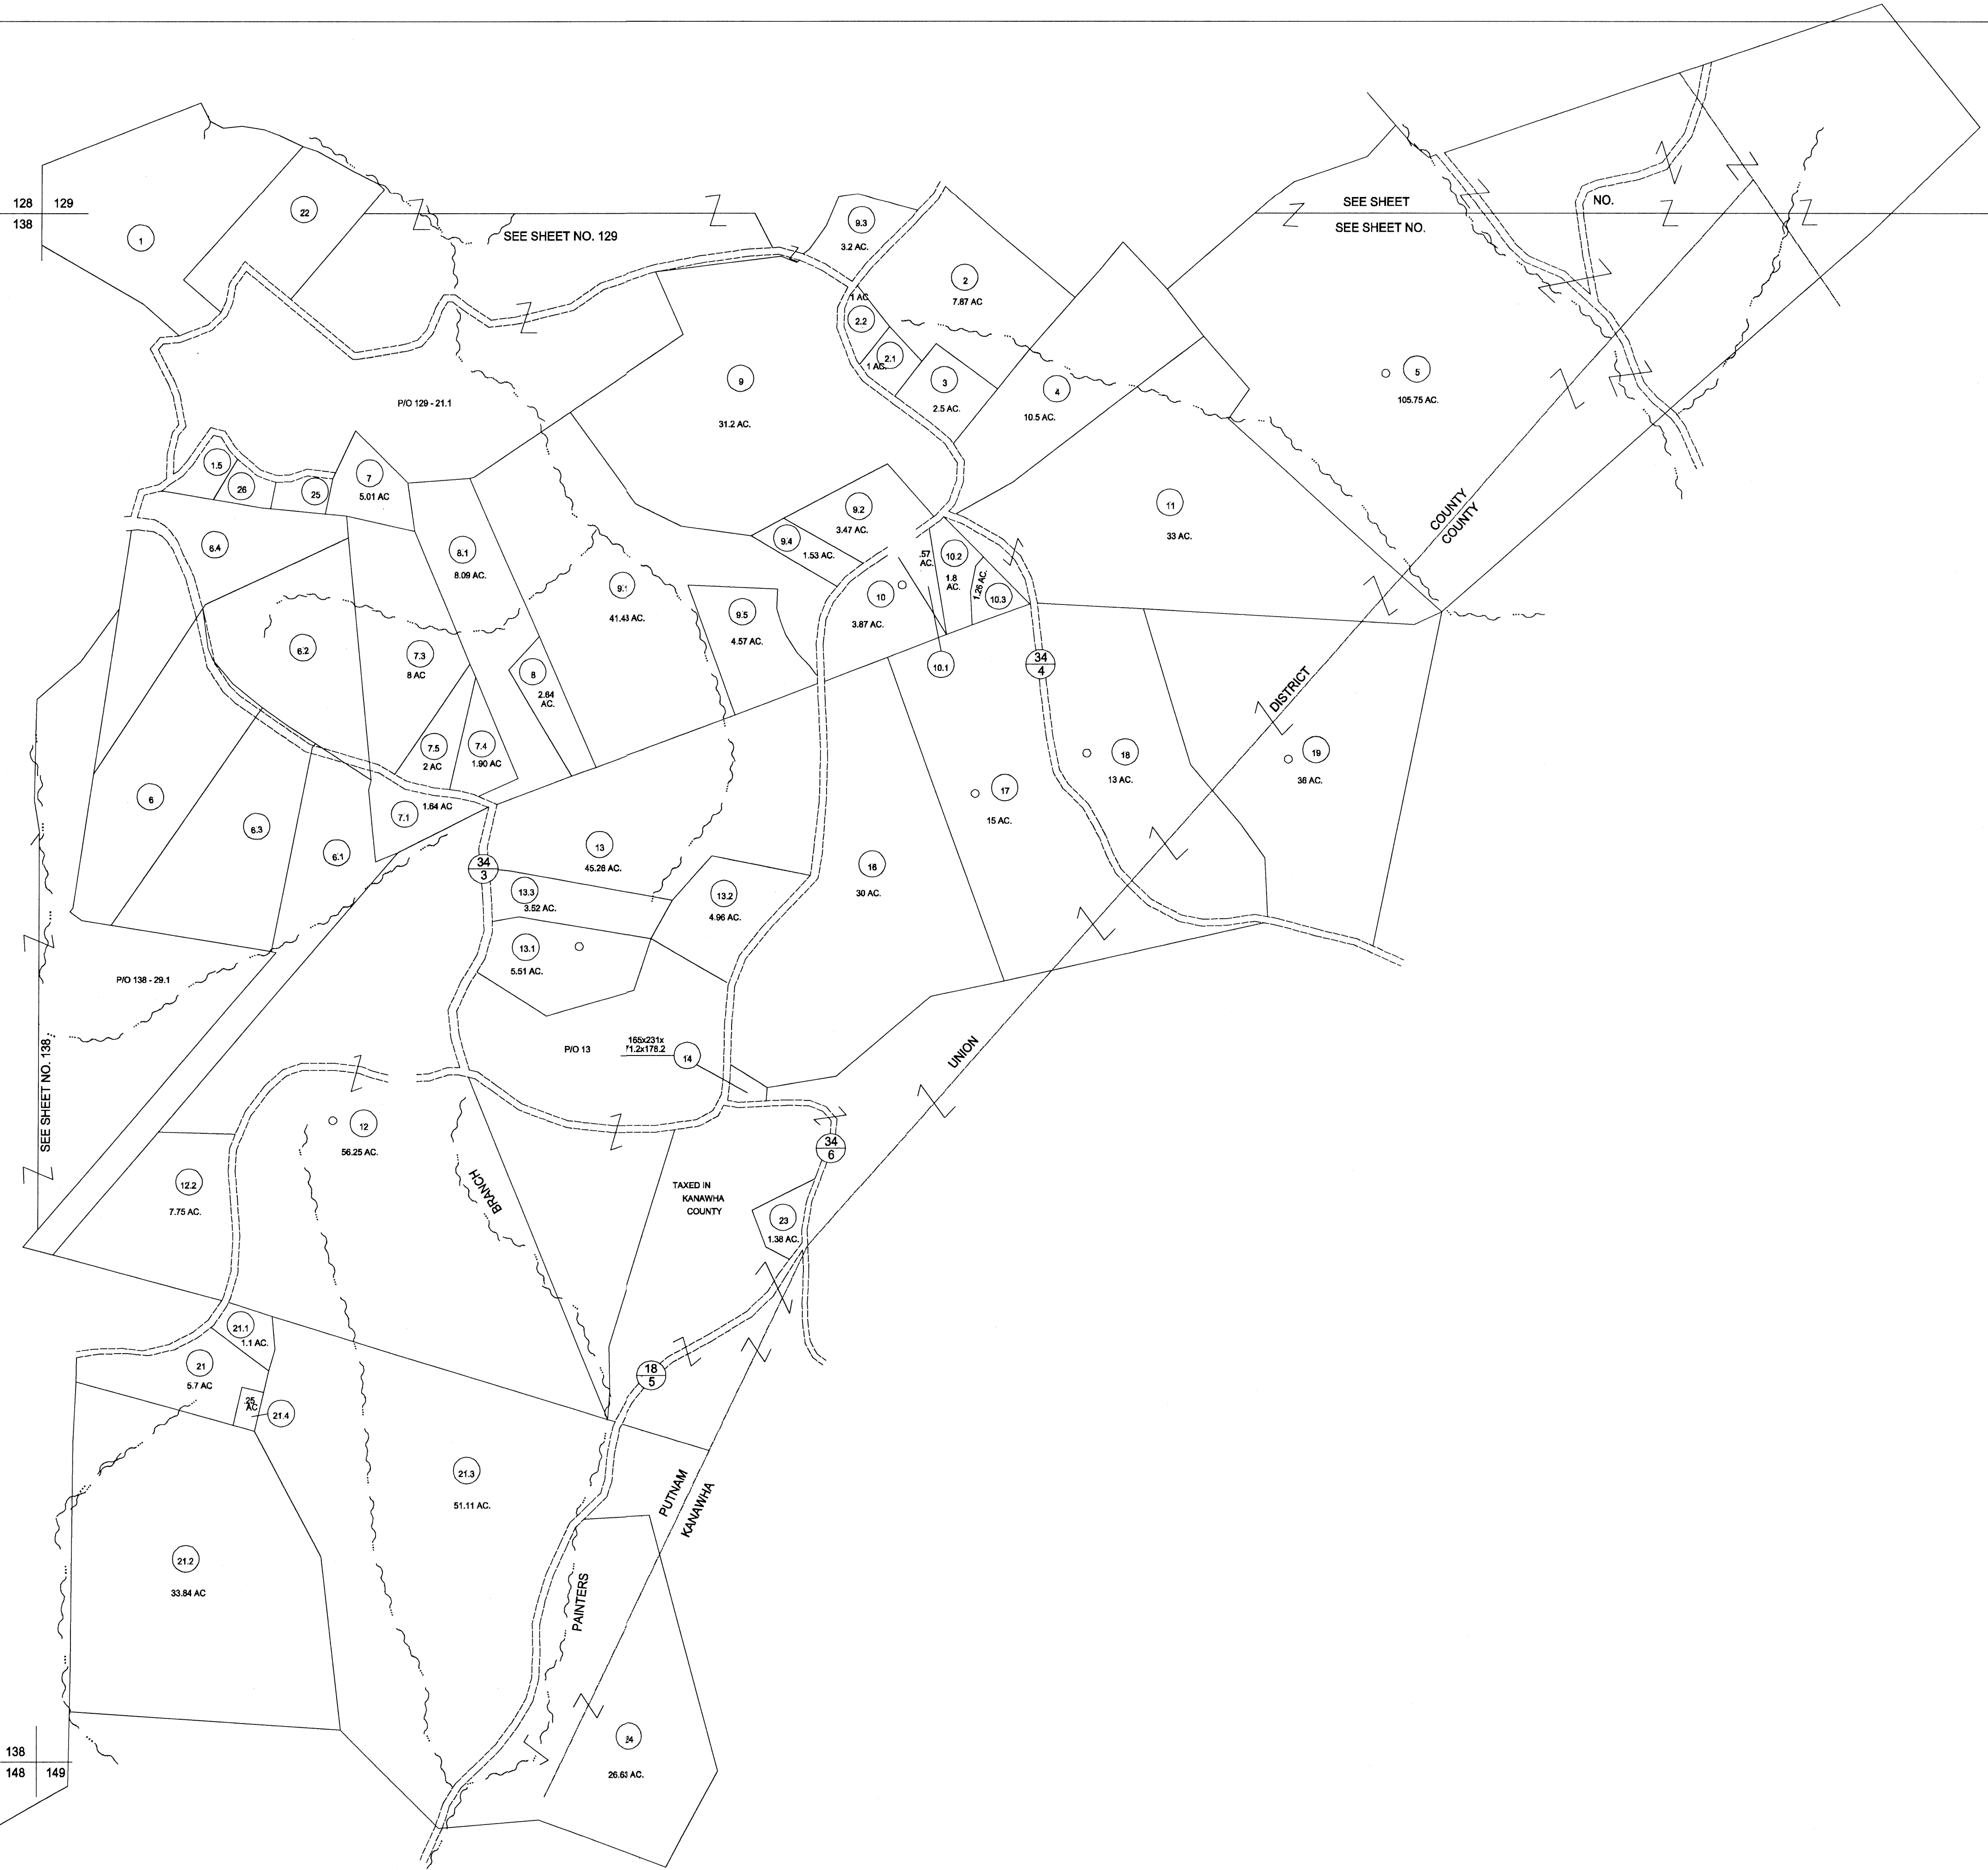 128 129
138
1
22
SEE SHEET NO. 129
9.3
3.2 AC.
2
7.87 AC
1 AC.
2.2
2.1
1 AC.
3
2.5 AC.
4
10.5 AC.
SEE SHEET NO.
SEE SHEET NO.
5
105.75 AC.
9
31.2 AC.
P/O 129 - 21.1
1.5
26
25
7
5.01 AC
6.4
8.1
8.09 AC.
9.1
41.43 AC.
9.2
3.47 AC.
9.4
1.53 AC.
9.5
4.57 AC.
10
3.87 AC.
.57
AC.
10.2
1.8
AC.
1.26 AC.
10.3
10.1
11
33 AC.
COUNTY
COUNTY
DISTRICT
6.2
7.3
8 AC
8
2.64
AC.
7.5
2 AC
7.4
1.90 AC
7.1
1.64 AC
34
4
18
13 AC.
19
36 AC.
17
15 AC.
6
6.3
6.1
34
3
13
45.26 AC.
13.3
3.52 AC.
13.2
4.96 AC.
13.1
5.51 AC.
16
30 AC.
P/O 138 - 29.1
SEE SHEET NO. 138
P/O 13
165x231x
71.2x178.2
14
UNION
12
56.25 AC.
34
6
12.2
7.75 AC.
BRANCH
TAXED IN
KANAWHA
COUNTY
23
1.38 AC.
21.1
1.1 AC.
21
5.7 AC
.25
AC
21.4
18
5
21.3
51.11 AC.
PUTNAM
KANAWHA
21.2
33.84 AC
PAINTERS
24
26.63 AC.
138
148 149